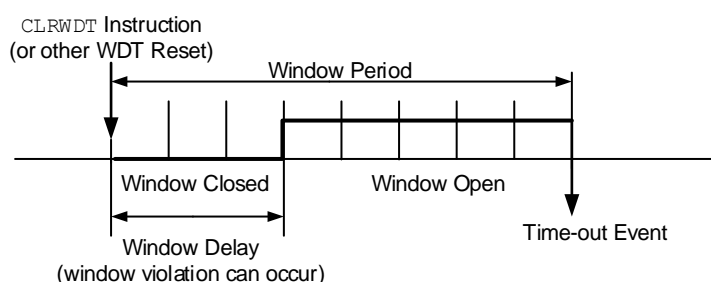 CLRWDT Instruction
(or other WDT Reset)
Window Period
Window Closed
Window Open
Window Delay
(window violation can occur)
Time-out Event